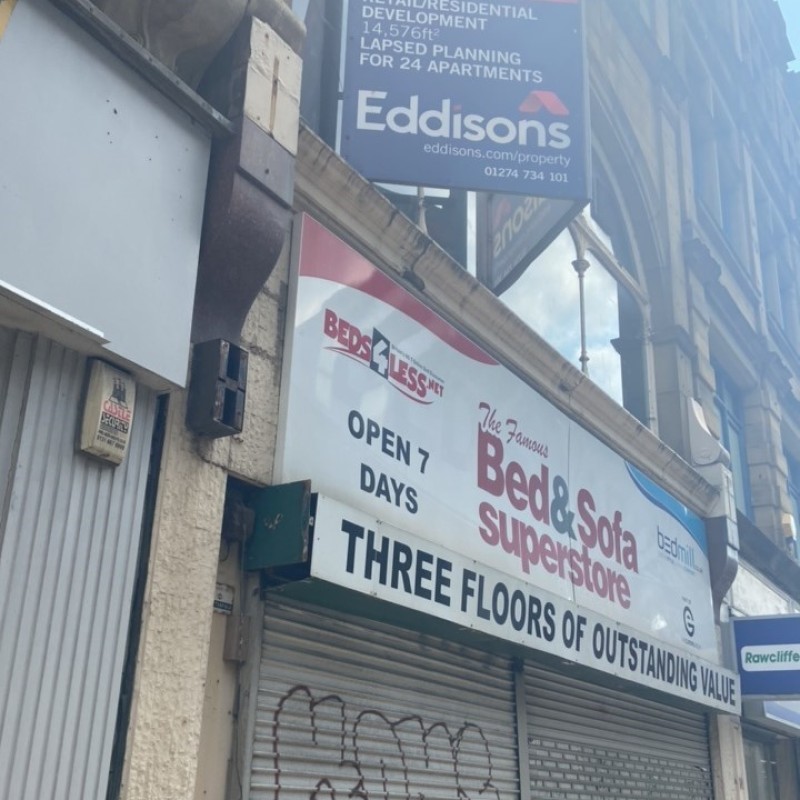 RETAIL/RESIDENTIAL
DEVELOPMENT
14,576ft²
LAPSED PLANNING
FOR 24 APARTMENTS
Eddisons
eddisons.com/property
01274 734 101
BEDS4LESS.NET
OPEN 7
DAYS
The Famous
Bed&Sofa
superstore
bedmill
THREE FLOORS OF OUTSTANDING VALUE
Rawcliffe
CASTLE